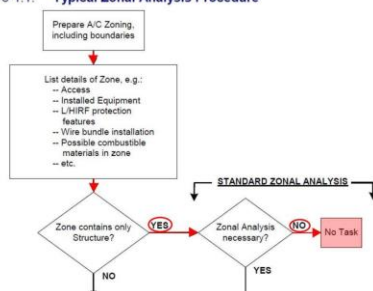 1.1. Typical Zonal Analysis Procedure
Prepare A/C Zoning,
including boundaries
List details of Zone, e.g.:
-- Access
-- Installed Equipment
-- L/HIRF protection
features
-- Wire bundle installation
-- Possible combustible
materials in zone
-- etc.
STANDARD ZONAL ANALYSIS
Zone contains only
Structure?
YES
Zonal Analysis
necessary?
NO
No Task
NO
YES